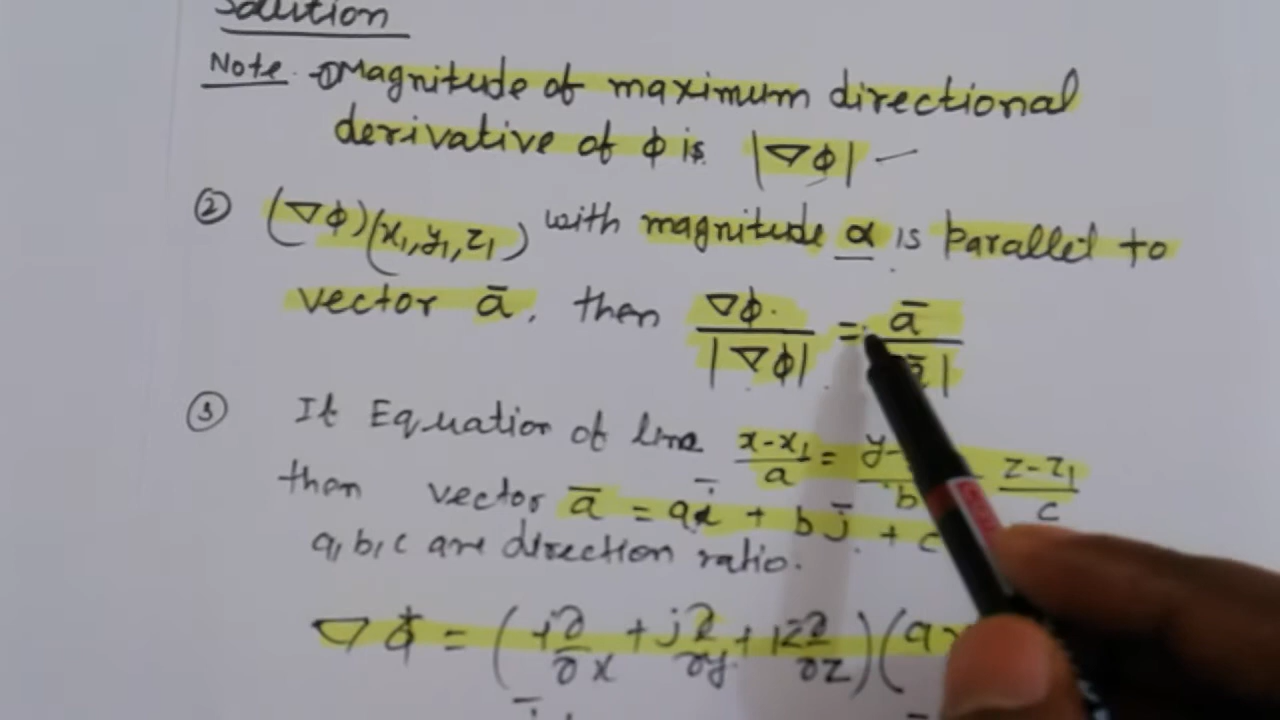 Solution
Note - ① Magnitude of maximum directional
derivative of ϕ is |∇ϕ| —
② (∇ϕ)(x₁,y₁,z₁) with magnitude α is parallel to
vector ā, then ∇ϕ/|∇ϕ| = ā/|ā|
③ If Equation of line x-x₁/a = y-/b z-z₁/c
then vector ā = ai̅ + bj̅ + c
a, b, c are direction ratio.
∇ϕ = (i∂/∂x + j∂/∂y + k∂/∂z)(ax